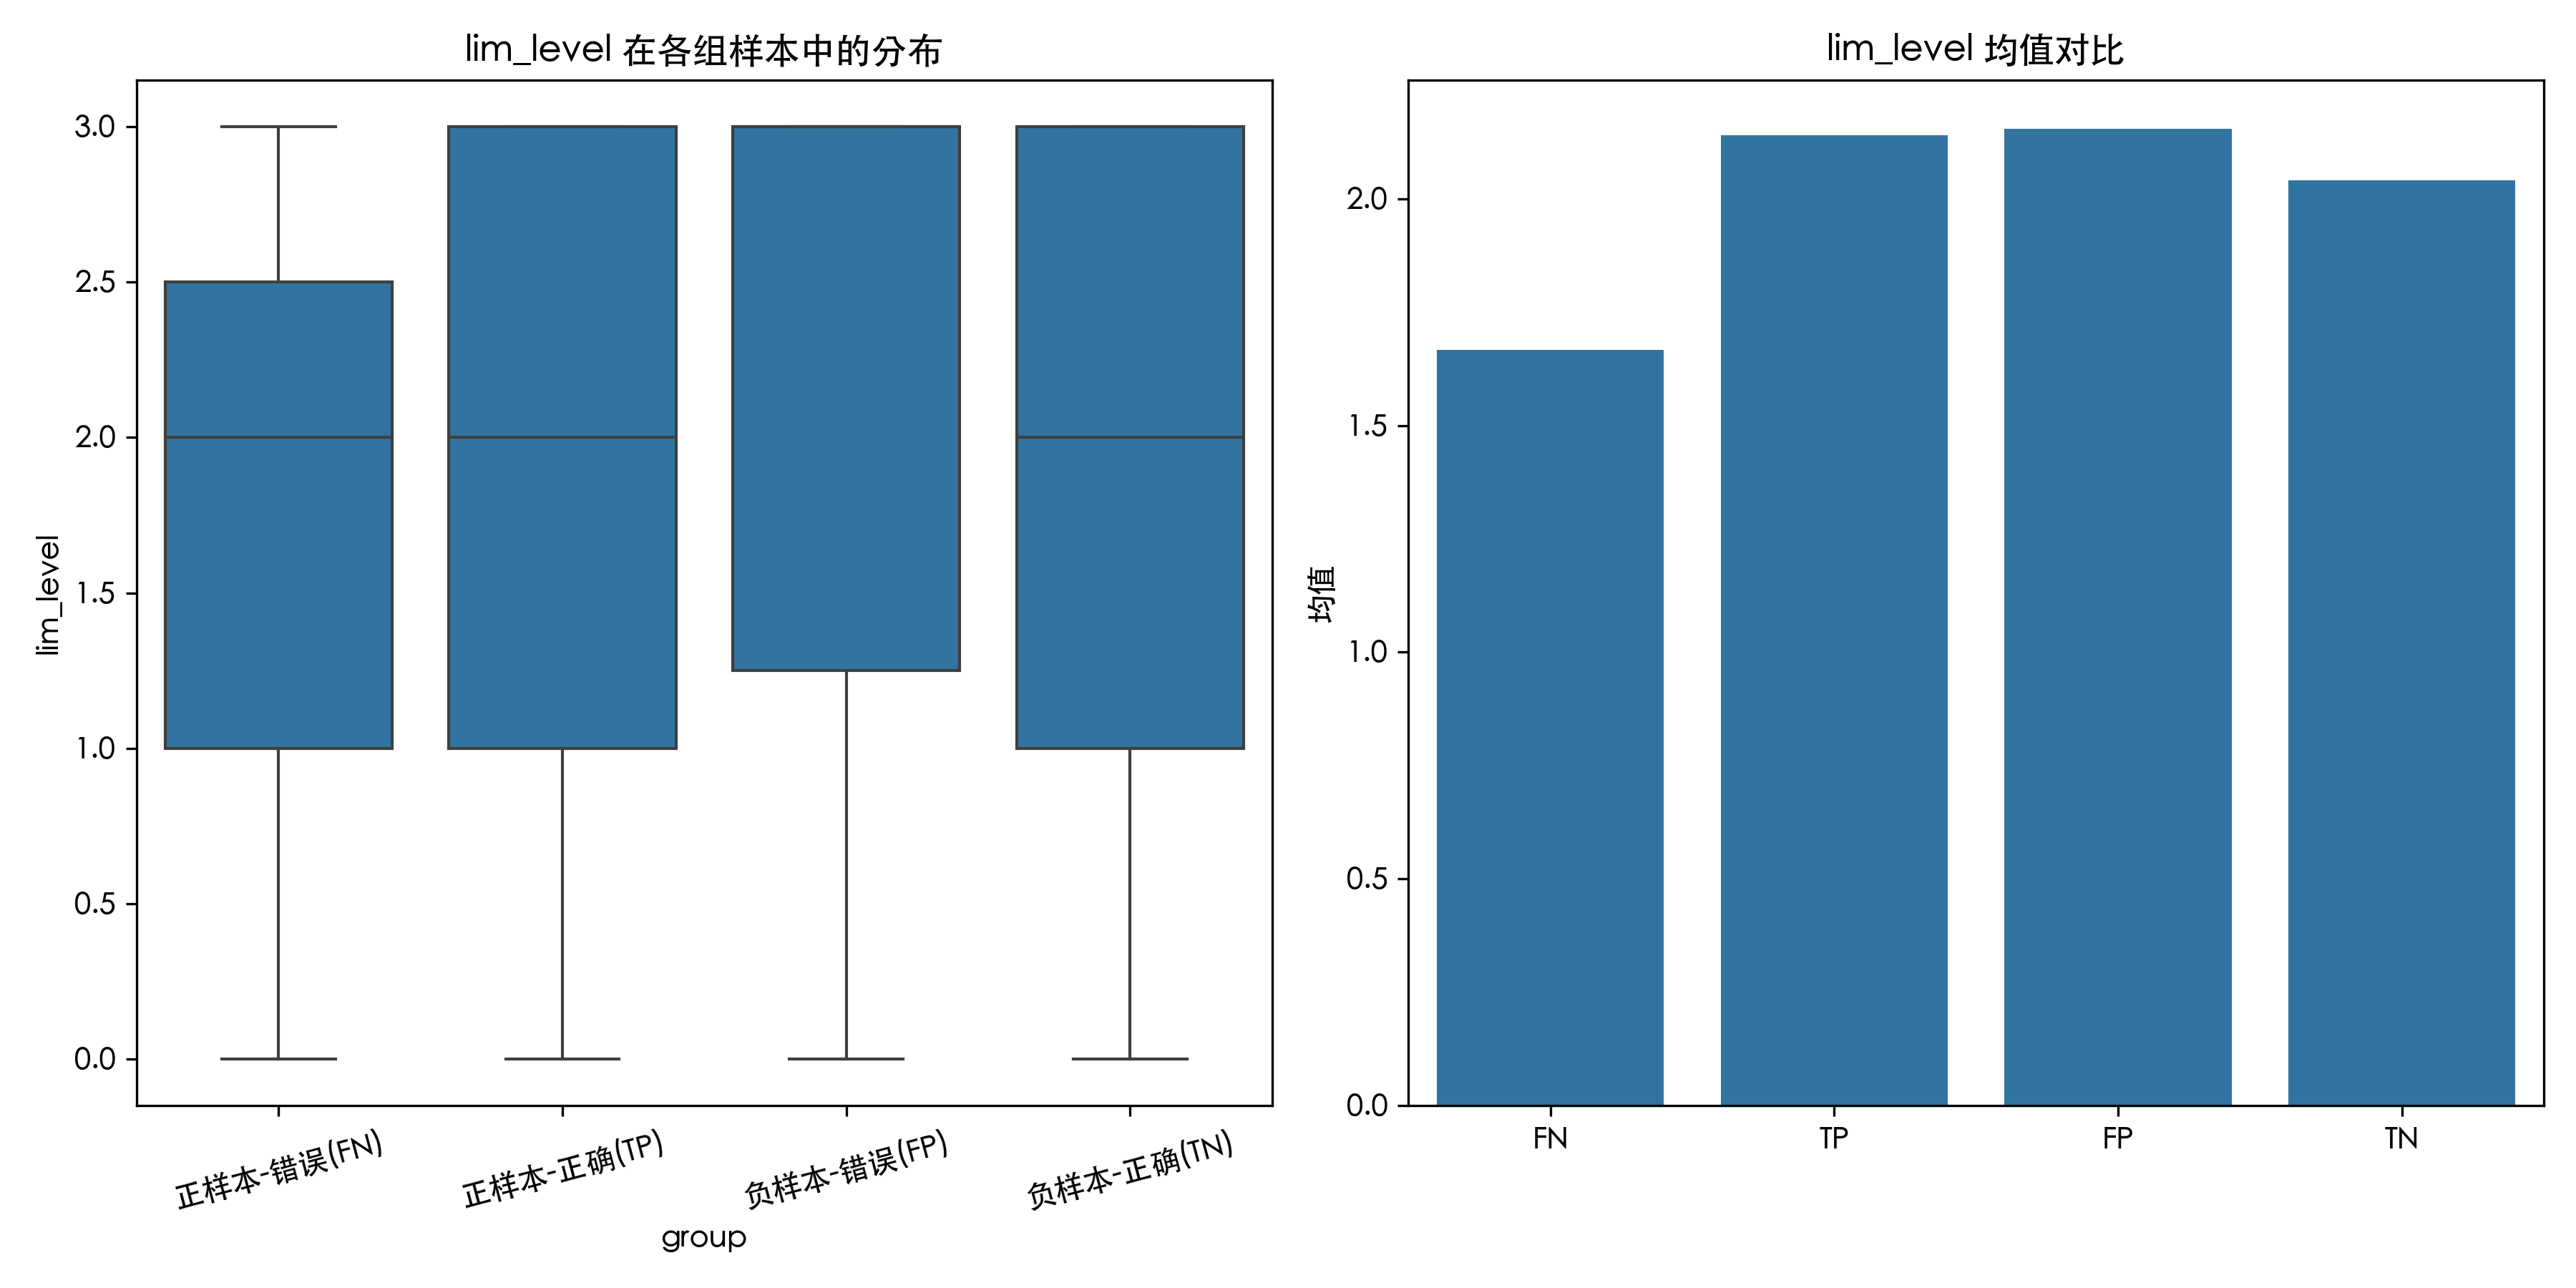 lim_level 在各组样本中的分布
lim_level
3.0
2.5
2.0
1.5
1.0
0.5
0.0
正样本-错误(FN)
正样本-正确(TP)
负样本-错误(FP)
负样本-正确(TN)
group
lim_level 均值对比
均值
2.0
1.5
1.0
0.5
0.0
FN
TP
FP
TN